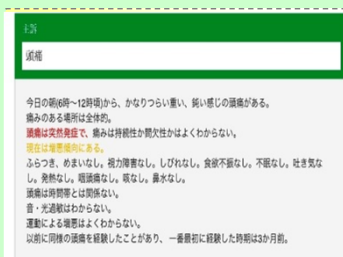 主訴
頭痛
今日の朝(6時〜12時頃)から、かなりつらい重い、鈍い感じの頭痛がある。
痛みのある場所は全体的。
頭痛は突然発症で、痛みは持続性か間欠性かはよくわからない。
現在は増悪傾向にある。
ふらつき、めまいなし。視力障害なし。しびれなし。食欲不振なし。不眠なし。吐き気な
し。発熱なし。咽頭痛なし。咳なし。鼻水なし。
頭痛は時間帯とは関係ない。
音・光過敏はわからない。
運動による増悪はよくわからない。
以前に同様の頭痛を経験したことがあり、一番最初に経験した時期は3か月前。